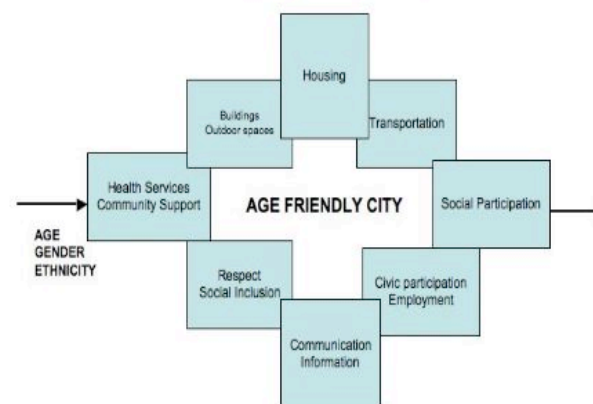 Housing
Buildings
Outdoor spaces
Transportation
Health Services
Community Support
AGE FRIENDLY CITY
Social Participation
AGE
GENDER
ETHNICITY
Respect
Social Inclusion
Civic participation
Employment
Communication
Information